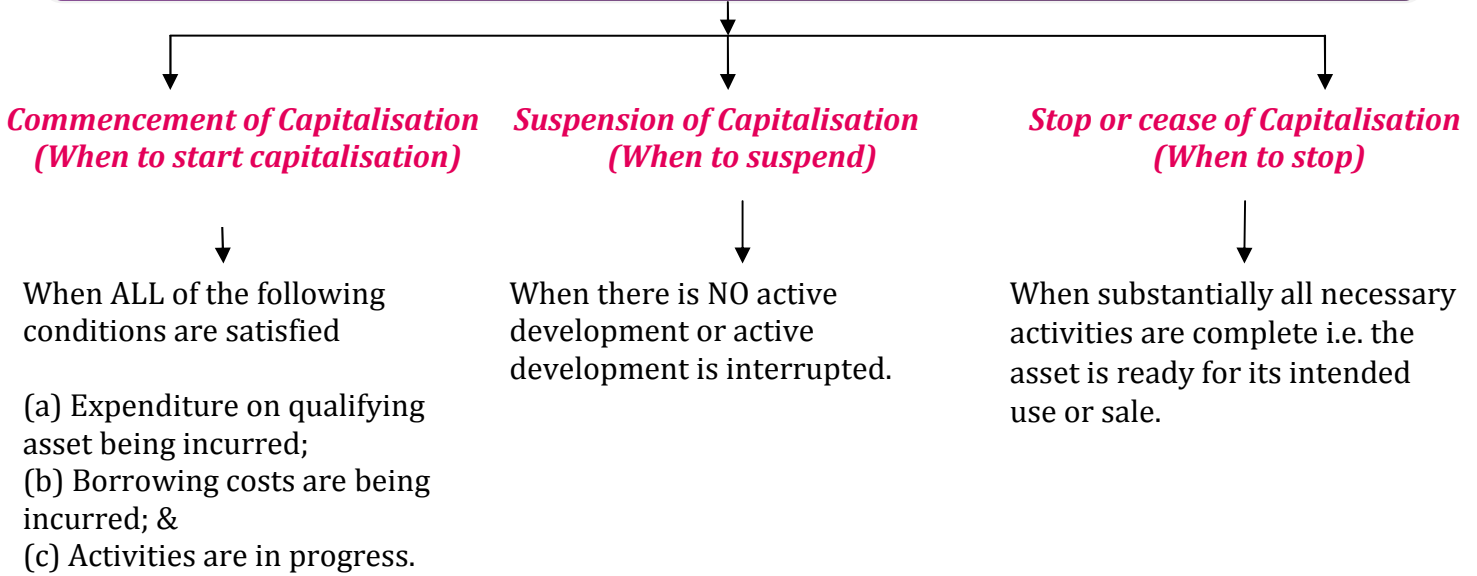 Commencement of Capitalisation
(When to start capitalisation)
When ALL of the following
conditions are satisfied
(a) Expenditure on qualifying
asset being incurred;
(b) Borrowing costs are being
incurred; &
(c) Activities are in progress.
Suspension of Capitalisation
(When to suspend)
When there is NO active
development or active
development is interrupted.
Stop or cease of Capitalisation
(When to stop)
When substantially all necessary
activities are complete i.e. the
asset is ready for its intended
use or sale.